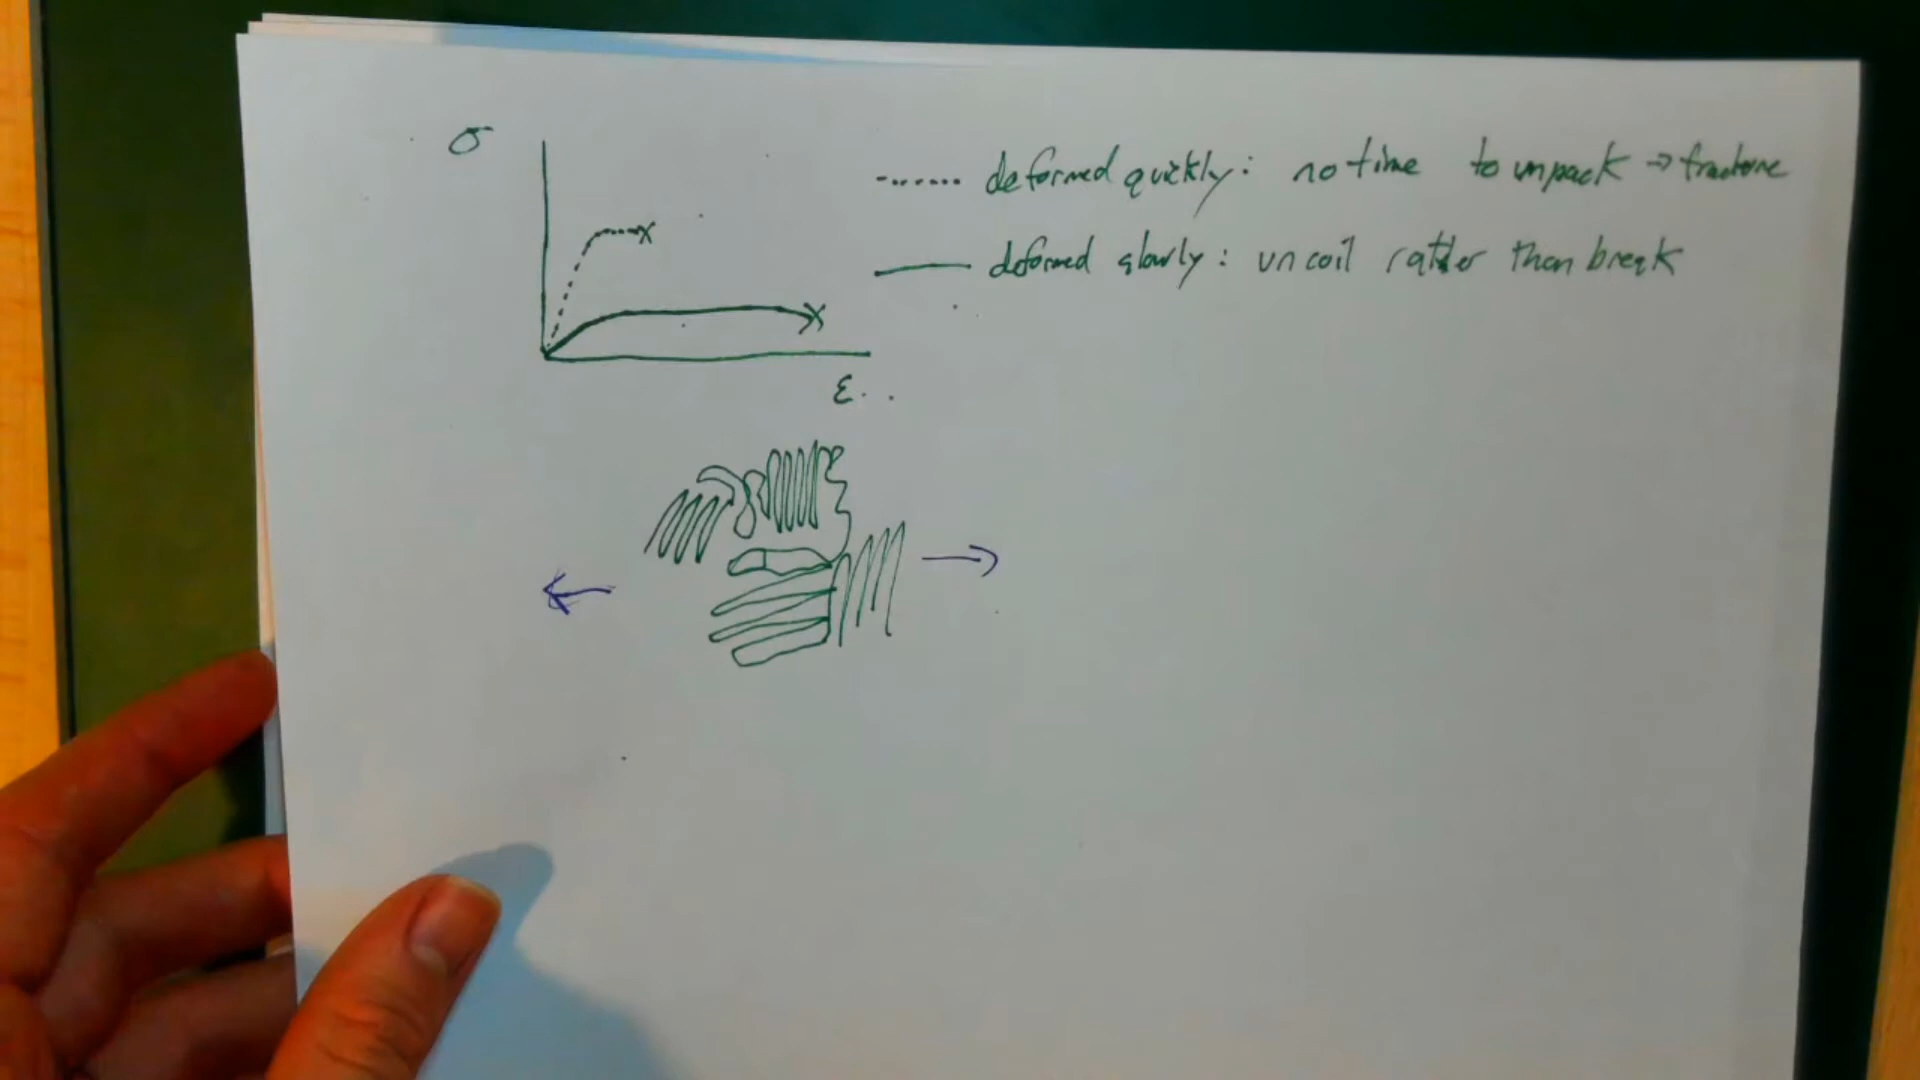 σ
deformed quickly: no time to unpack → fracture
deformed slowly: uncoil rather than break
x
x
ε